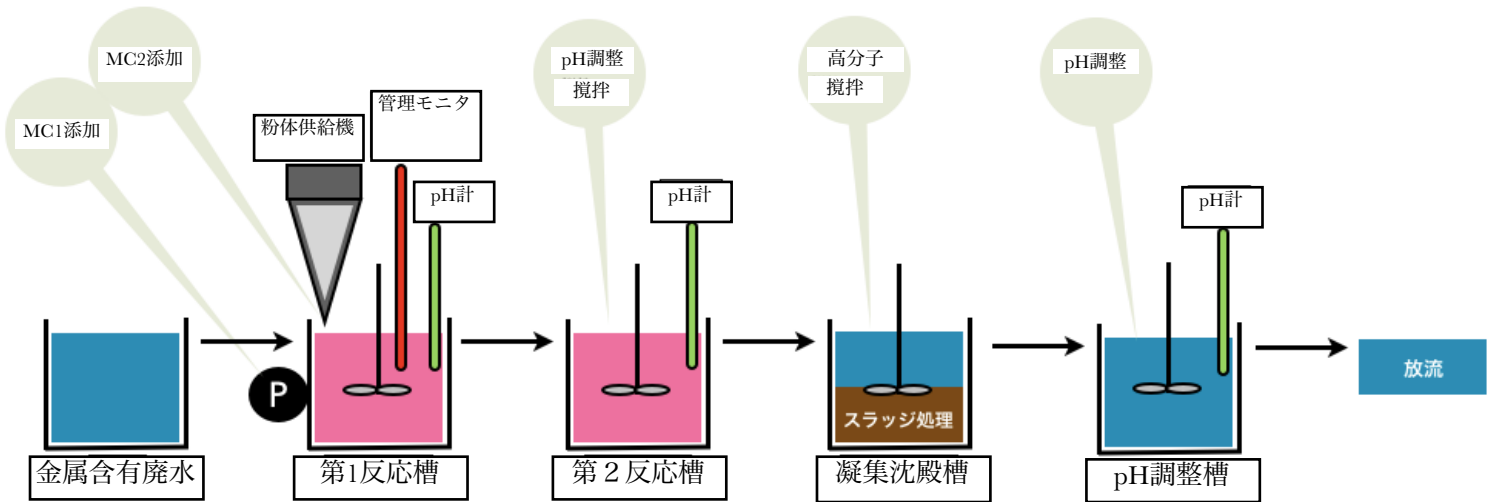 MC1添加
MC2添加
粉体供給機
管理モニタ
pH計
pH調整
撹拌
pH計
高分子
撹拌
pH調整
pH計
P
スラッジ処理
放流
金属含有廃水
第1反応槽
第２反応槽
凝集沈殿槽
pH調整槽